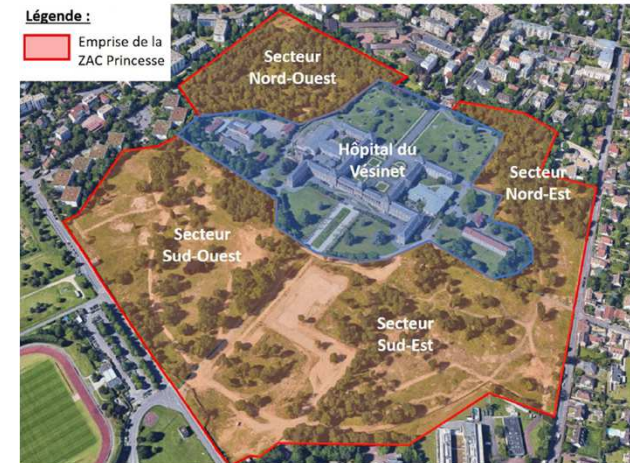 Légende :
Emprise de la
ZAC Princesse
Secteur
Nord-Ouest
Hôpital du
Vésinet
Secteur
Nord-Est
Secteur
Sud-Ouest
Secteur
Sud-Est